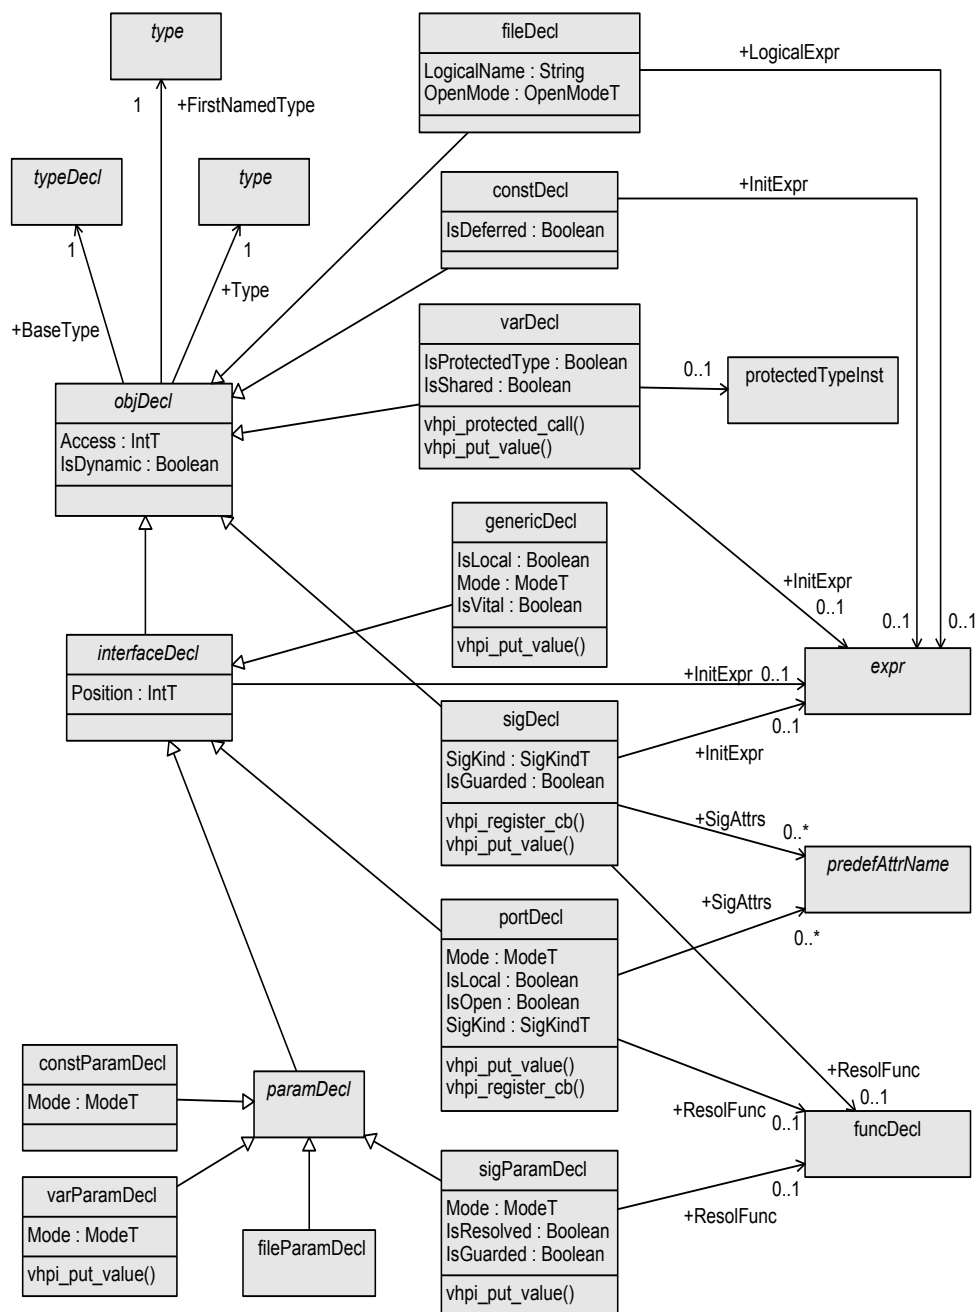 type
fileDecl
LogicalName : String
OpenMode : OpenModeT
+LogicalExpr
1
+FirstNamedType
typeDecl
type
constDecl
IsDeferred : Boolean
+InitExpr
1
1
+Type
+BaseType
varDecl
IsProtectedType : Boolean
IsShared : Boolean
vhpi_protected_call()
vhpi_put_value()
0..1
protectedTypeInst
objDecl
Access : IntT
IsDynamic : Boolean
genericDecl
IsLocal : Boolean
Mode : ModeT
IsVital : Boolean
vhpi_put_value()
+InitExpr
0..1
0..1
0..1
interfaceDecl
Position : IntT
+InitExpr
0..1
expr
sigDecl
SigKind : SigKindT
IsGuarded : Boolean
vhpi_register_cb()
vhpi_put_value()
0..1
+InitExpr
+SigAttrs
0..*
predefAttrName
+SigAttrs
0..*
portDecl
Mode : ModeT
IsLocal : Boolean
IsOpen : Boolean
SigKind : SigKindT
vhpi_put_value()
vhpi_register_cb()
constParamDecl
Mode : ModeT
paramDecl
+ResolFunc
0..1
+ResolFunc
0..1
funcDecl
varParamDecl
Mode : ModeT
vhpi_put_value()
fileParamDecl
sigParamDecl
Mode : ModeT
IsResolved : Boolean
IsGuarded : Boolean
vhpi_put_value()
0..1
+ResolFunc